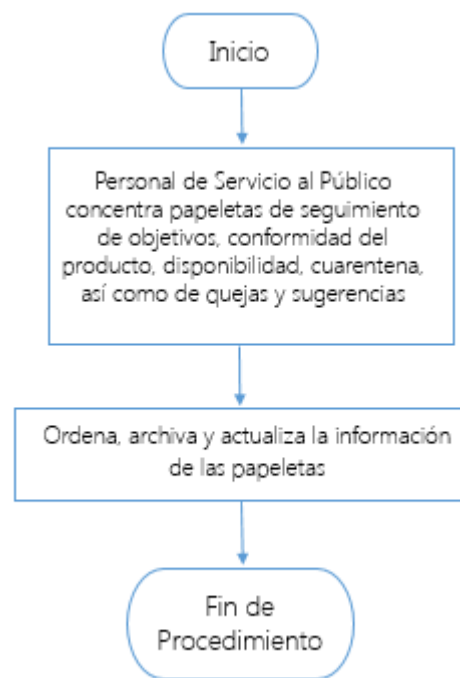 Inicio
Personal de Servicio al Público
concentra papeletas de seguimiento
de objetivos, conformidad del
producto, disponibilidad, cuarentena,
así como de quejas y sugerencias
Ordena, archiva y actualiza la información
de las papeletas
Fin de
Procedimiento